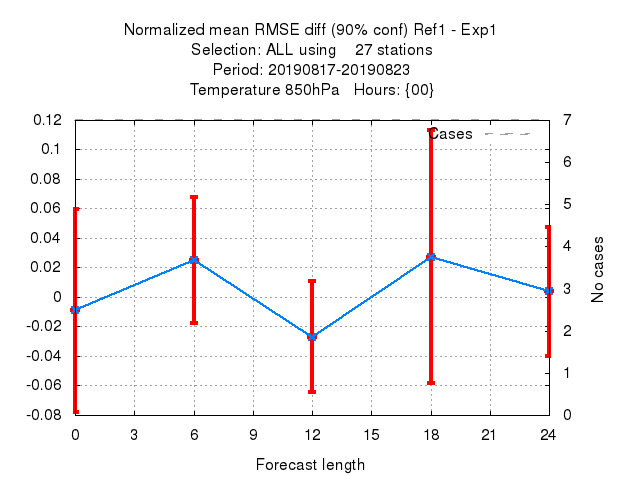 Normalized mean RMSE diff (90% conf) Ref1 - Exp1
Selection: ALL using 27 stations
Period: 20190817-20190823
Temperature 850hPa Hours: {00}
0.12
0.1
0.08
0.06
0.04
0.02
0
-0.02
-0.04
-0.06
-0.08
Cases
7
6
5
4
3
2
1
0
No cases
0 3 6 9 12 15 18 21 24
Forecast length